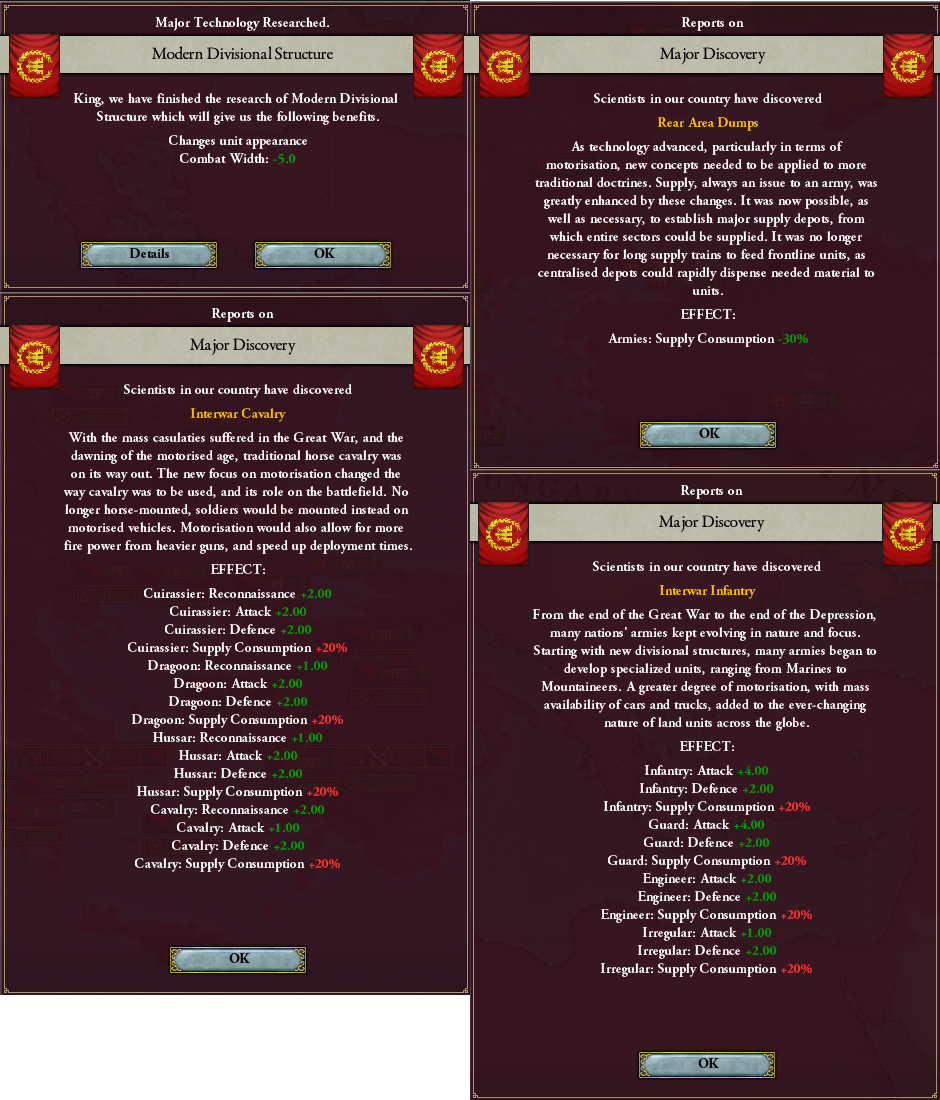 Major Technology Researched.
Modern Divisional Structure
King, we have finished the research of Modern Divisional
Structure which will give us the following benefits.
Changes unit appearance
Combat Width: -5.0
Details
OK
Reports on
Major Discovery
Scientists in our country have discovered
Interwar Cavalry
With the mass casulaties suffered in the Great War, and the
dawning of the motorised age, traditional horse cavalry was
on its way out. The new focus on motorisation changed the
way cavalry was to be used, and its role on the battlefield. No
longer horse-mounted, soldiers would be mounted instead on
motorised vehicles. Motorisation would also allow for more
fire power from heavier guns, and speed up deployment times.
EFFECT:
Cuirassier: Reconnaissance +2.00
Cuirassier: Attack +2.00
Cuirassier: Defence +2.00
Cuirassier: Supply Consumption +20%
Dragoon: Reconnaissance +1.00
Dragoon: Attack +2.00
Dragoon: Defence +2.00
Dragoon: Supply Consumption +20%
Hussar: Reconnaissance +1.00
Hussar: Attack +2.00
Hussar: Defence +2.00
Hussar: Supply Consumption +20%
Cavalry: Reconnaissance +2.00
Cavalry: Attack +1.00
Cavalry: Defence +2.00
Cavalry: Supply Consumption +20%
OK
Reports on
Major Discovery
Scientists in our country have discovered
Rear Area Dumps
As technology advanced, particularly in terms of
motorisation, new concepts needed to be applied to more
traditional doctrines. Supply, always an issue to an army, was
greatly enhanced by these changes. It was now possible, as
well as necessary, to establish major supply depots, from
which entire sectors could be supplied. It was no longer
necessary for long supply trains to feed frontline units, as
centralised depots could rapidly dispense needed material to
units.
EFFECT:
Armies: Supply Consumption -30%
OK
Reports on
Major Discovery
Scientists in our country have discovered
Interwar Infantry
From the end of the Great War to the end of the Depression,
many nations' armies kept evolving in nature and focus.
Starting with new divisional structures, many armies began to
develop specialized units, ranging from Marines to
Mountaineers. A greater degree of motorisation, with mass
availability of cars and trucks, added to the ever-changing
nature of land units across the globe.
EFFECT:
Infantry: Attack +4.00
Infantry: Defence +2.00
Infantry: Supply Consumption +20%
Guard: Attack +4.00
Guard: Defence +2.00
Guard: Supply Consumption +20%
Engineer: Attack +2.00
Engineer: Defence +2.00
Engineer: Supply Consumption +20%
Irregular: Attack +1.00
Irregular: Defence +2.00
Irregular: Supply Consumption +20%
OK